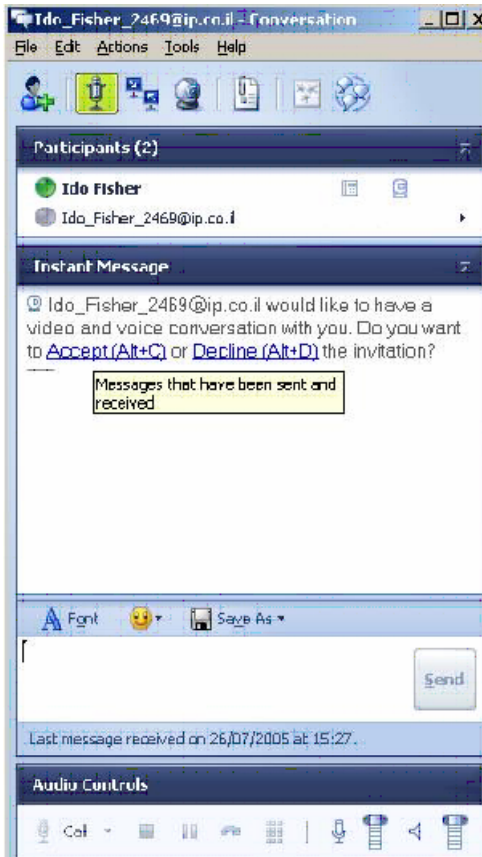 Ido_Fisher_2469@ip.co.il - Conversation
File Edit Actions Tools Help
Participants (2)
Ido Fisher
Ido_Fisher_2469@ip.co.il
Instant Message
Ido_Fisher_2469@ip.co.il would like to have a
video and voice conversation with you. Do you want
to Accept (Alt+C) or Decline (Alt+D) the invitation?
Messages that have been sent and
received
Font Save As
Send
Last message received on 26/07/2005 at 15:27.
Audio Controls
Call